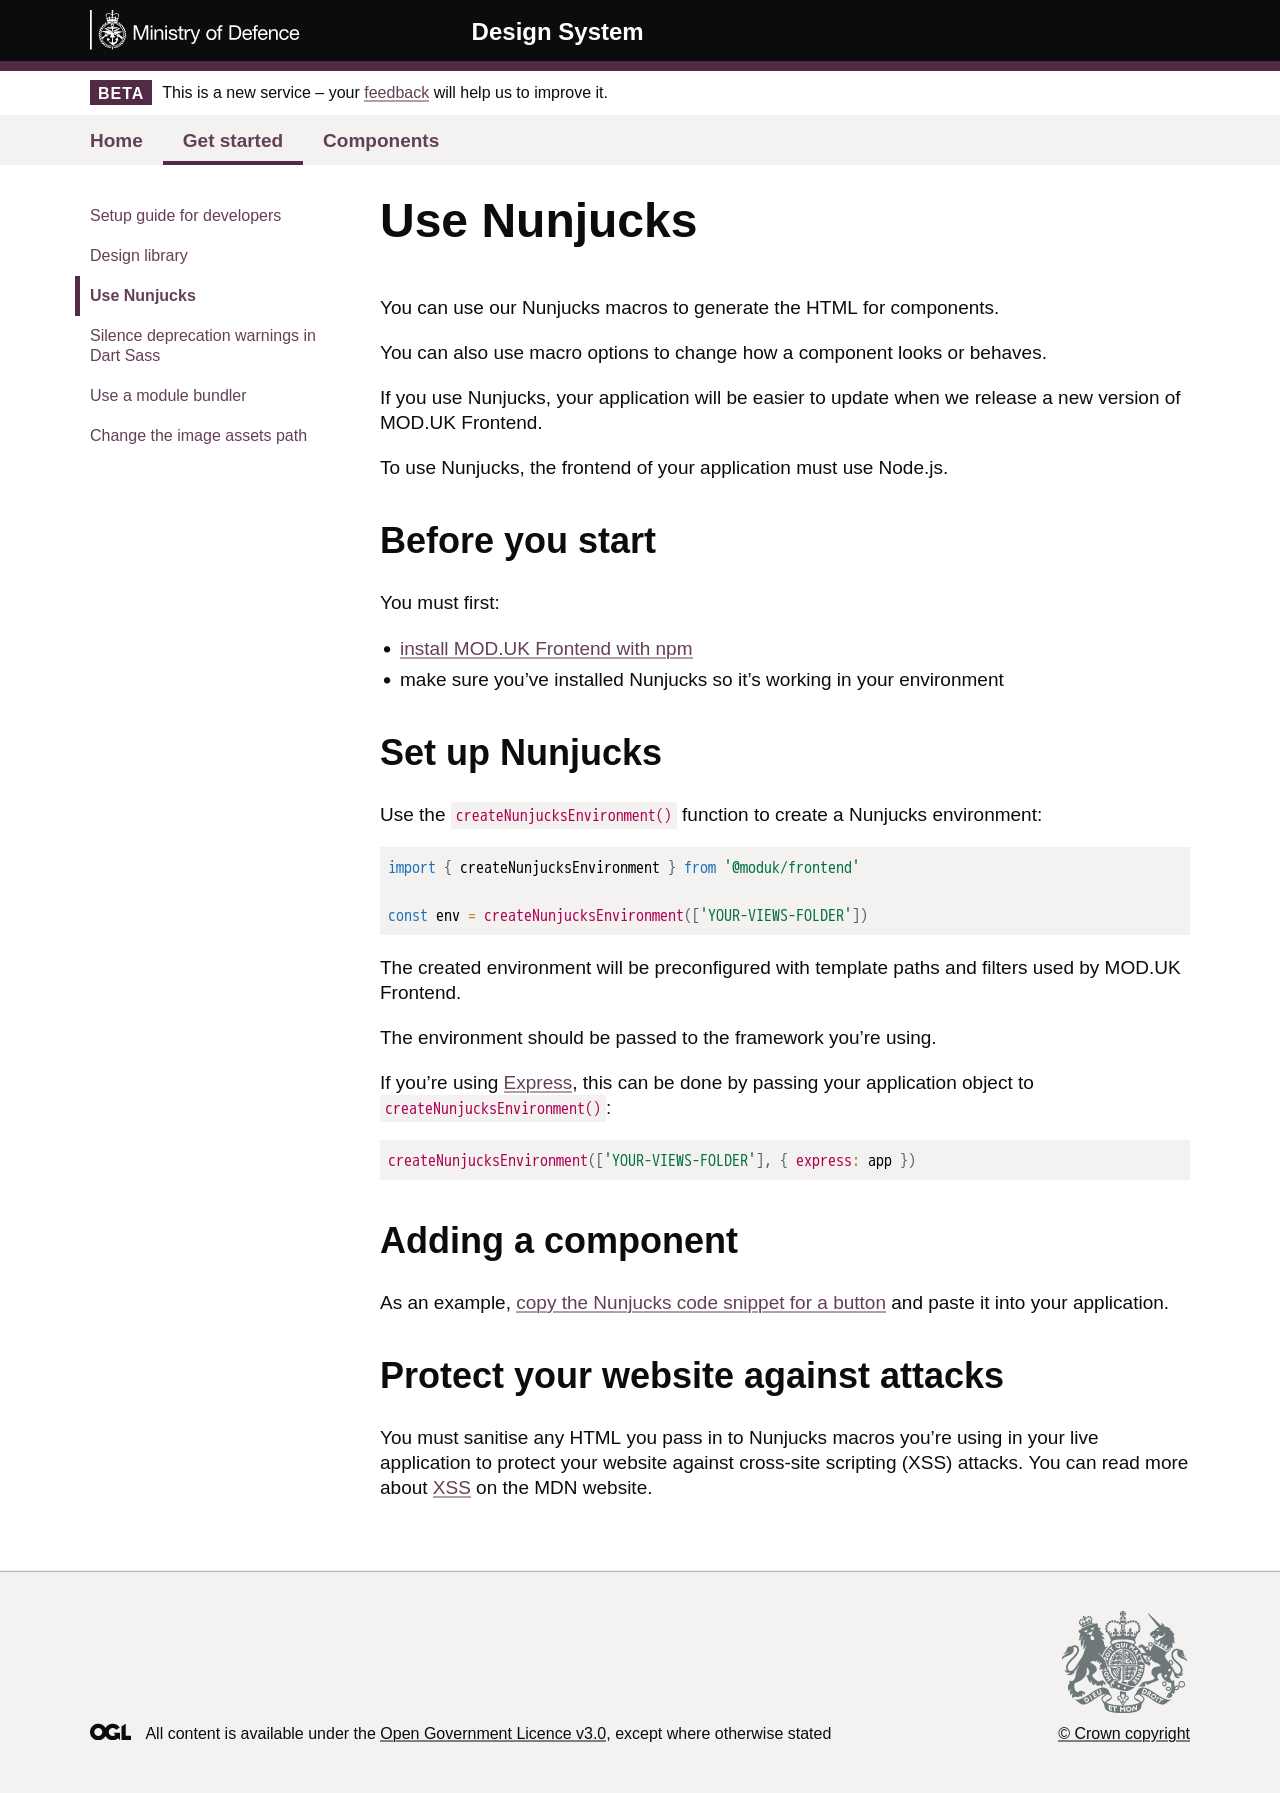 Ministry of Defence
Design System
BETA This is a new service – your feedback will help us to improve it.
Home Get started Components
Setup guide for developers
Design library
Use Nunjucks
Silence deprecation warnings in
Dart Sass
Use a module bundler
Change the image assets path
Use Nunjucks
You can use our Nunjucks macros to generate the HTML for components.
You can also use macro options to change how a component looks or behaves.
If you use Nunjucks, your application will be easier to update when we release a new version of
MOD.UK Frontend.
To use Nunjucks, the frontend of your application must use Node.js.
Before you start
You must first:
• install MOD.UK Frontend with npm
• make sure you’ve installed Nunjucks so it’s working in your environment
Set up Nunjucks
Use the createNunjucksEnvironment() function to create a Nunjucks environment:
import { createNunjucksEnvironment } from '@moduk/frontend'
const env = createNunjucksEnvironment(['YOUR-VIEWS-FOLDER'])
The created environment will be preconfigured with template paths and filters used by MOD.UK
Frontend.
The environment should be passed to the framework you’re using.
If you’re using Express, this can be done by passing your application object to
createNunjucksEnvironment():
createNunjucksEnvironment(['YOUR-VIEWS-FOLDER'], { express: app })
Adding a component
As an example, copy the Nunjucks code snippet for a button and paste it into your application.
Protect your website against attacks
You must sanitise any HTML you pass in to Nunjucks macros you’re using in your live
application to protect your website against cross-site scripting (XSS) attacks. You can read more
about XSS on the MDN website.
DIEU ET MON DROIT
OGL All content is available under the Open Government Licence v3.0, except where otherwise stated
© Crown copyright